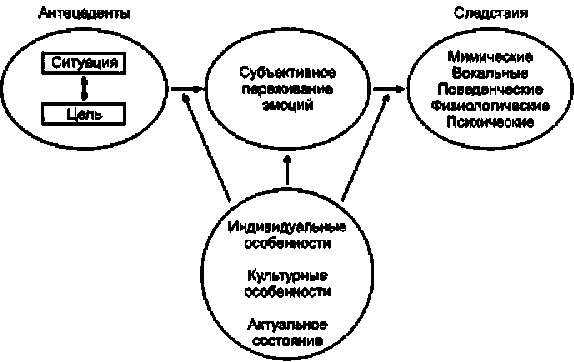 Антецеденты
Следствия
Ситуация
Цель
Субъективное
переживание
эмоций
Мимические
Вокальные
Поведенческие
Физиологические
Психические
Индивидуальные
особенности
Культурные
особенности
Актуальное
состояние